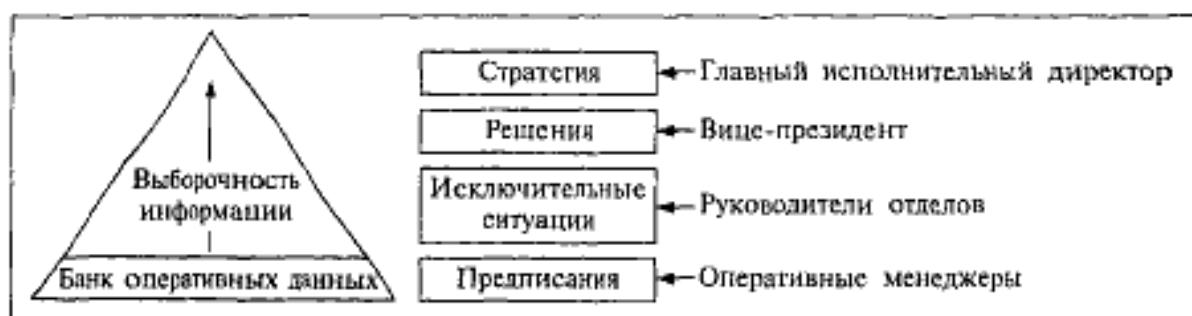 Стратегия
Главный исполнительный директор
Решения
Вице-президент
Выборочность
информации
Исключительные
ситуации
Руководители отделов
Банк оперативных данных
Предписания
Оперативные менеджеры